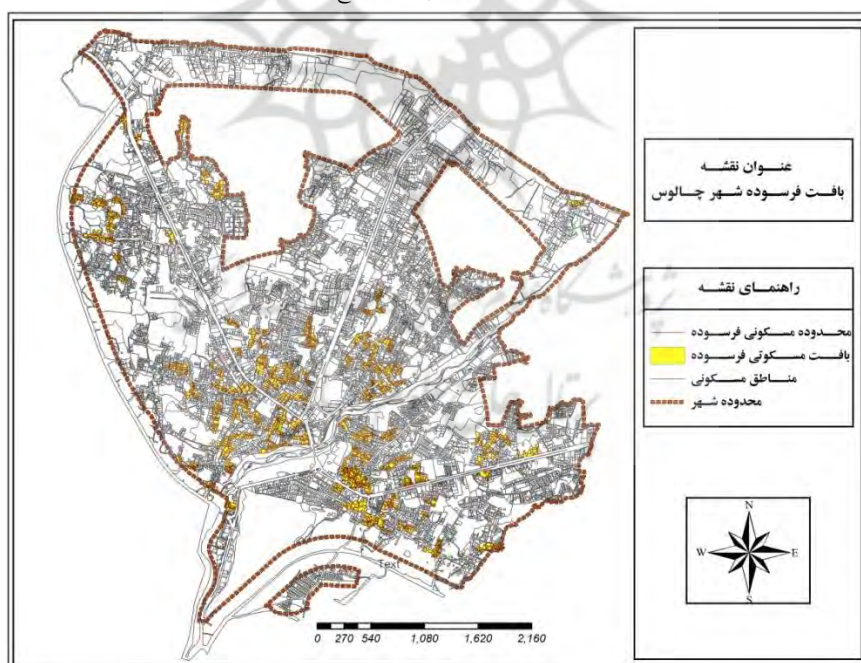 عنوان نقشه
بافت فرسوده شهر چالوس
راهنمای نقشه
محدوده مسکونی فرسوده
بافت مسکونی فرسوده
مناطق مسکونی
محدوده شهر
N
W E
S
Text
0 270 540 1,080 1,620 2,160